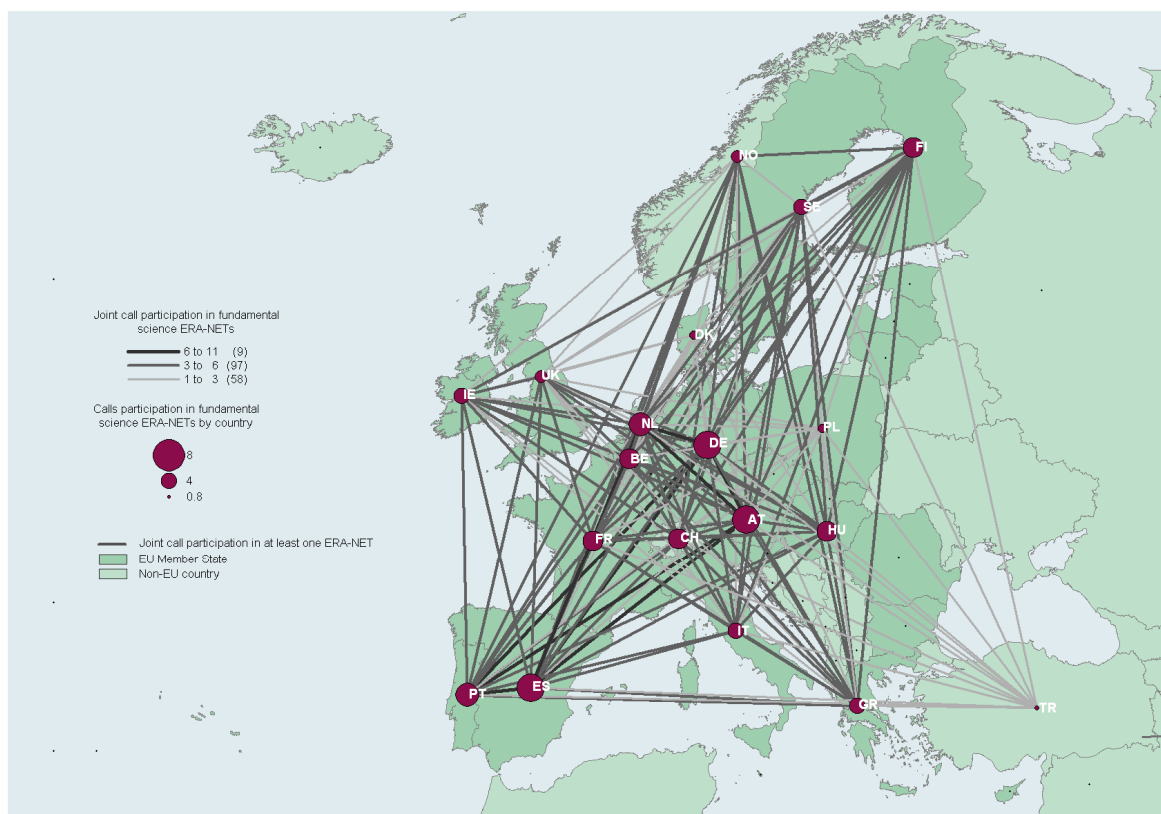 NO
FI
SE
Joint call participation in fundamental
science ERA-NETs
6 to 11 (9)
3 to 6 (97)
1 to 3 (58)
DK
UK
IE
Calls participation in fundamental
science ERA-NETs by country
8
4
0.8
NL
PL
DE
BE
AT
HU
FR
CH
Joint call participation in at least one ERA-NET
EU Member State
Non-EU country
IT
ES
PT
GR
TR